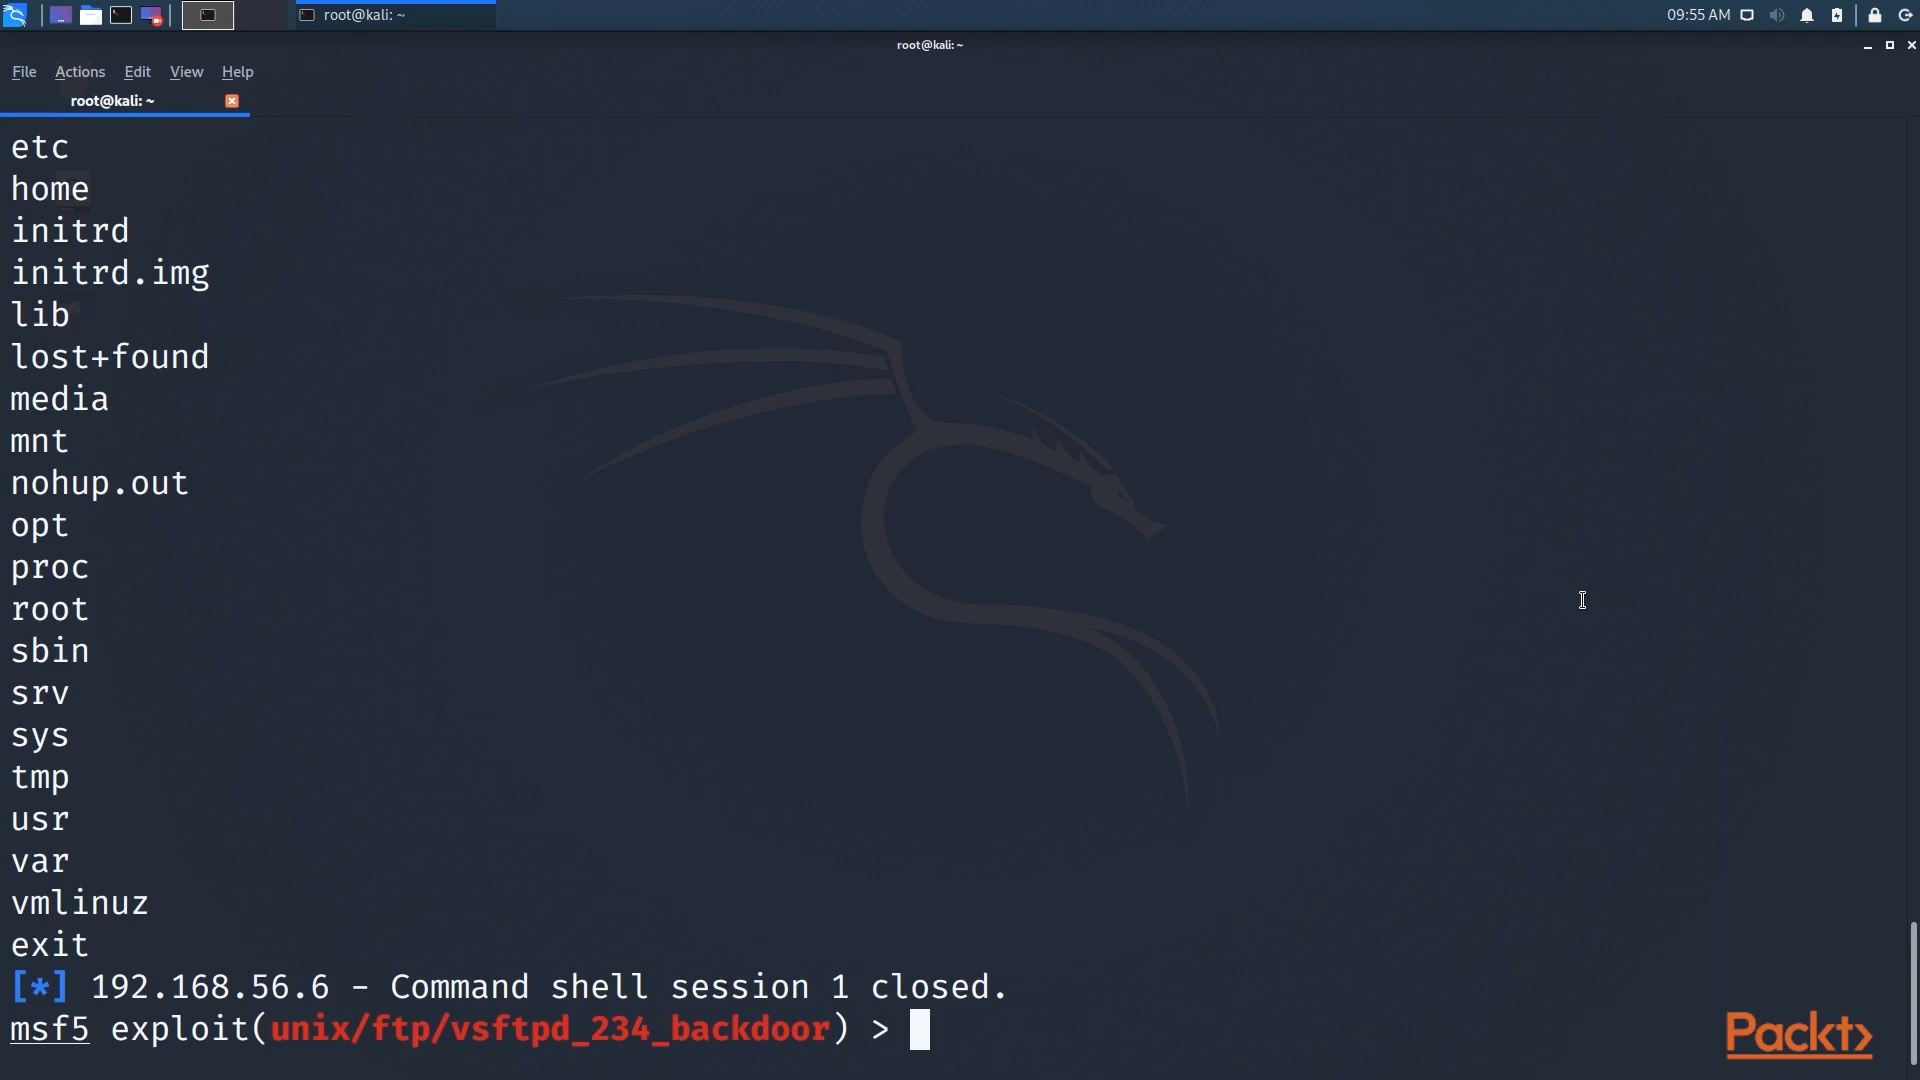 root@kali: ~
09:55 AM
root@kali: ~
File Actions Edit View Help
root@kali: ~
etc
home
initrd
initrd.img
lib
lost+found
media
mnt
nohup.out
opt
proc
root
sbin
srv
sys
tmp
usr
var
vmlinuz
exit
[*] 192.168.56.6 - Command shell session 1 closed.
msf5 exploit(unix/ftp/vsftpd_234_backdoor) >
Packt>